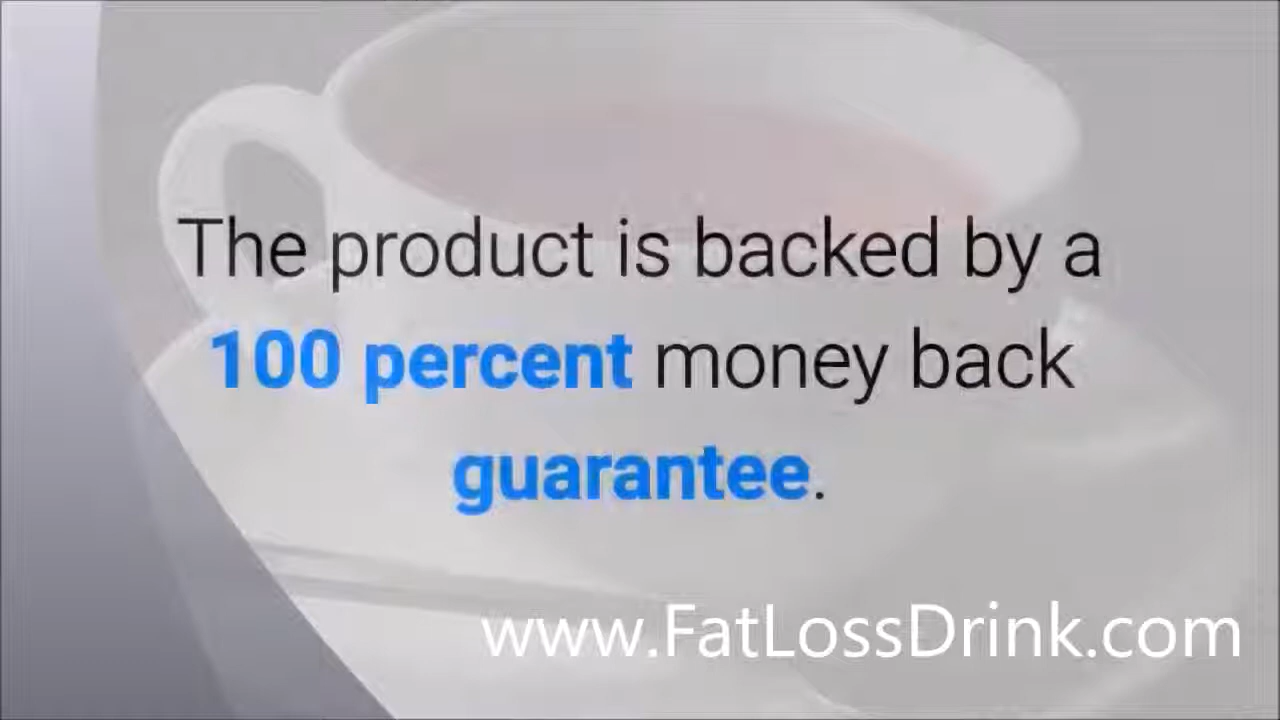 The product is backed by a
100 percent money back
guarantee.
www.FatLossDrink.com